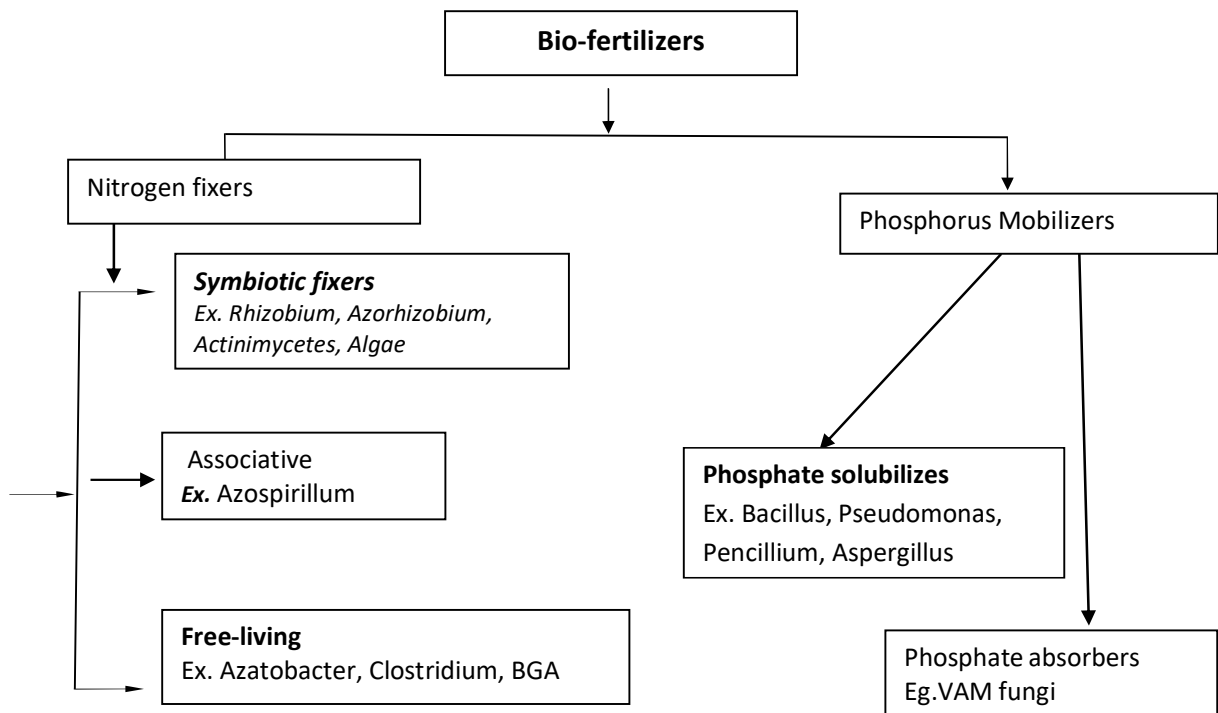 Bio-fertilizers
Nitrogen fixers
Phosphorus Mobilizers
Symbiotic fixers
Ex. Rhizobium, Azorhizobium,
Actinimycetes, Algae
Associative
Ex. Azospirillum
Phosphate solubilizes
Ex. Bacillus, Pseudomonas,
Pencillium, Aspergillus
Free-living
Ex. Azatobacter, Clostridium, BGA
Phosphate absorbers
Eg.VAM fungi